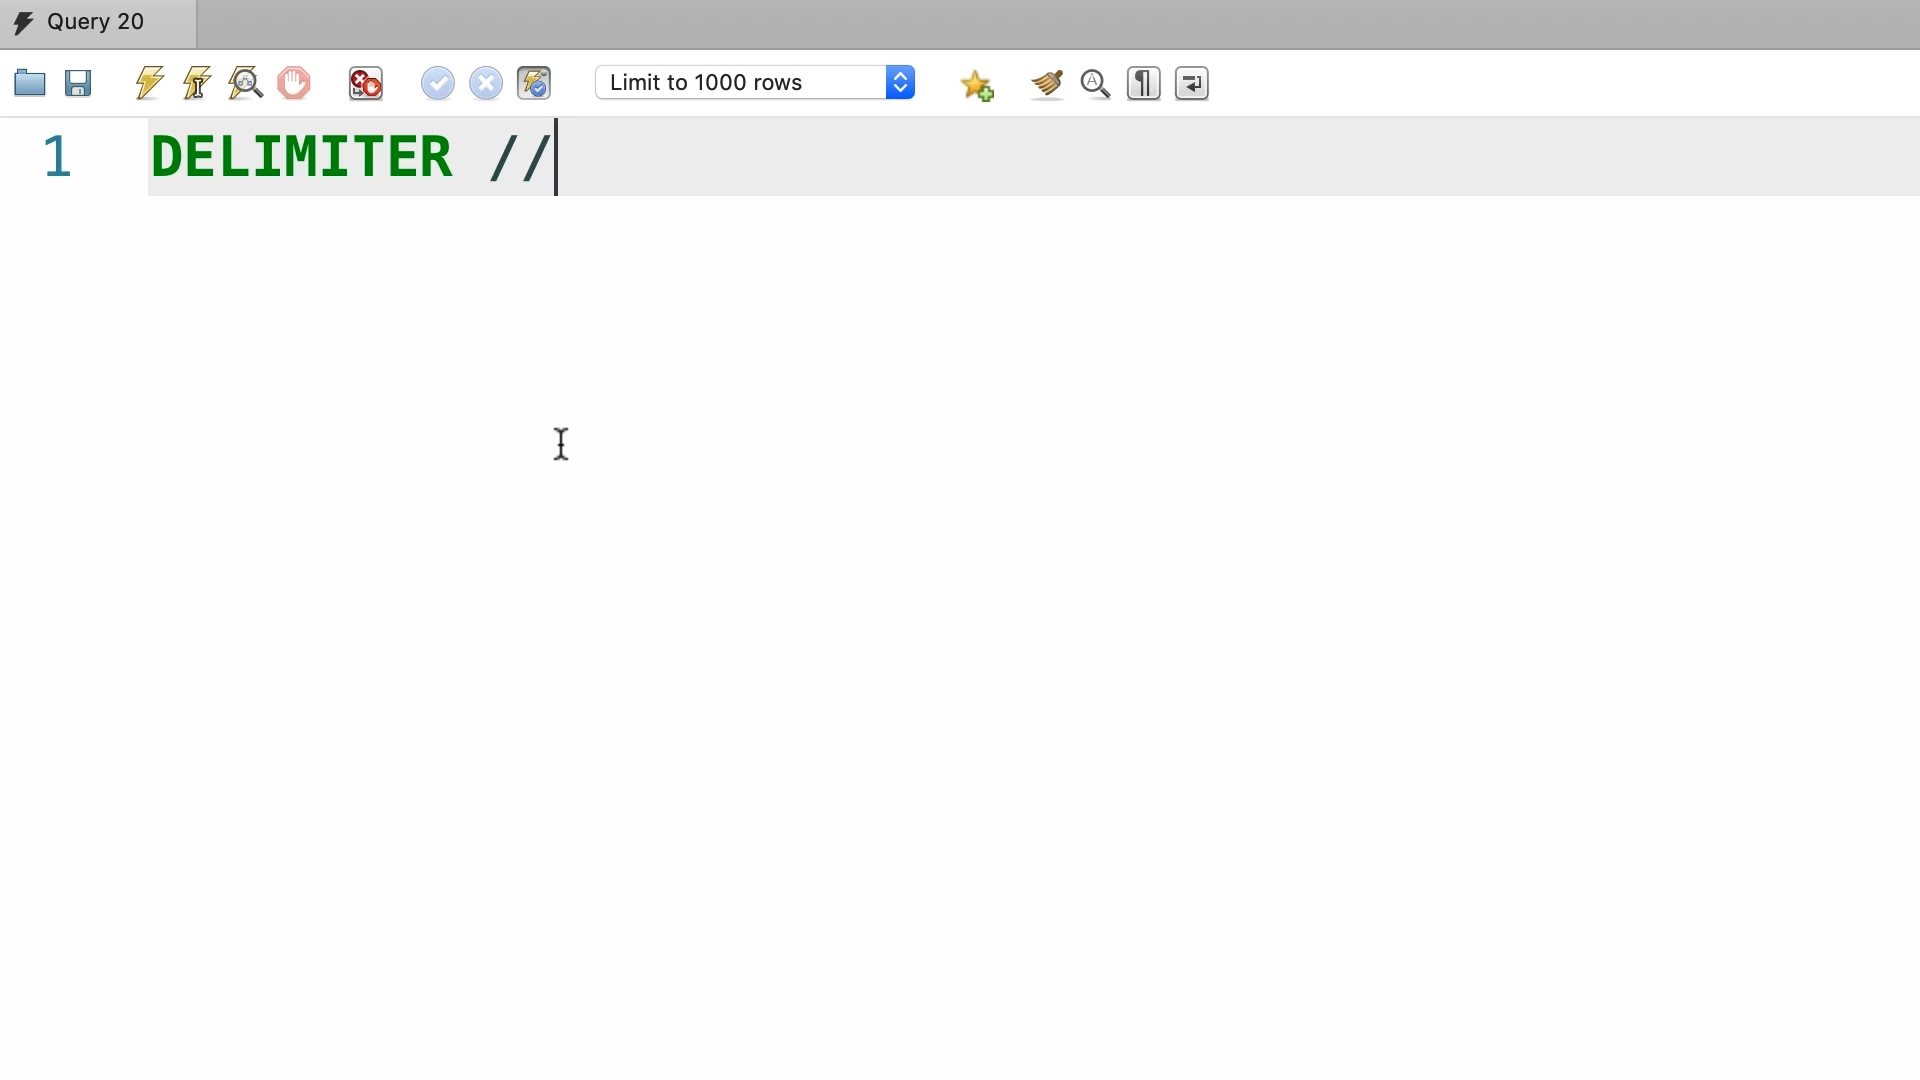 Query 20
Limit to 1000 rows
1 DELIMITER //